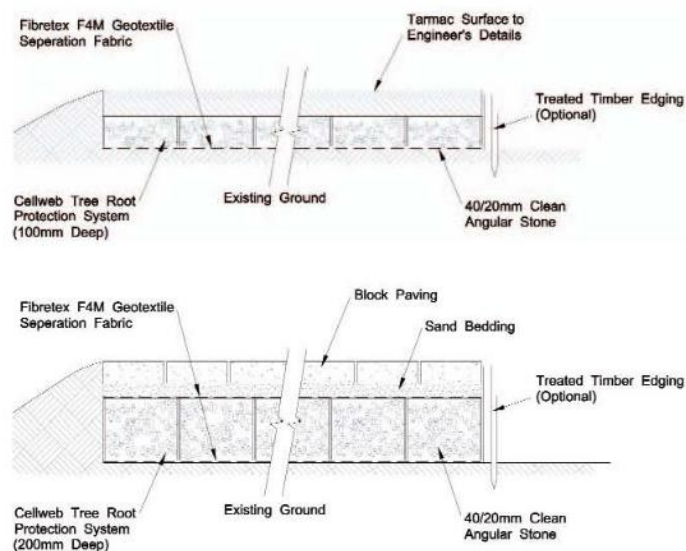 Fibretex F4M Geotextile
Seperation Fabric
Tarmac Surface to
Engineer's Details
Treated Timber Edging
(Optional)
Cellweb Tree Root
Protection System
(100mm Deep)
Existing Ground
40/20mm Clean
Angular Stone
Fibretex F4M Geotextile
Seperation Fabric
Block Paving
Sand Bedding
Treated Timber Edging
(Optional)
Cellweb Tree Root
Protection System
(200mm Deep)
Existing Ground
40/20mm Clean
Angular Stone